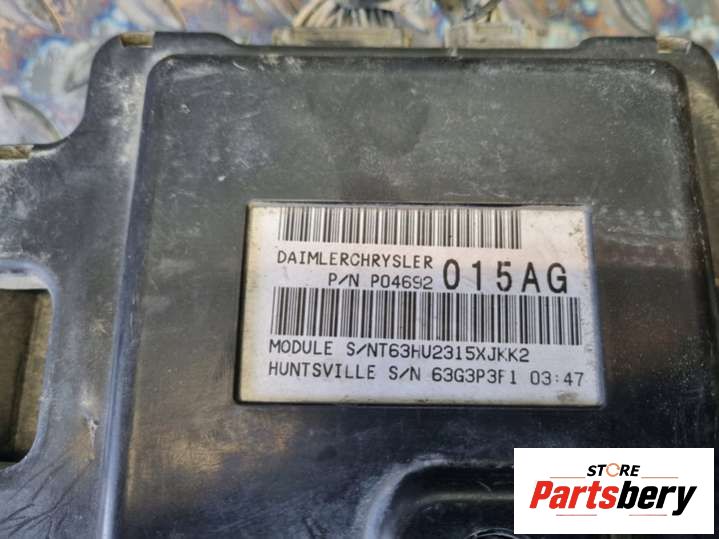 DAIMLERCHRYSLER
P/N P04692 015AG
MODULE S/NT63HU2315XJKK2
HUNTSVILLE S/N 63G3P3F1 03:47
STORE
Partsbery